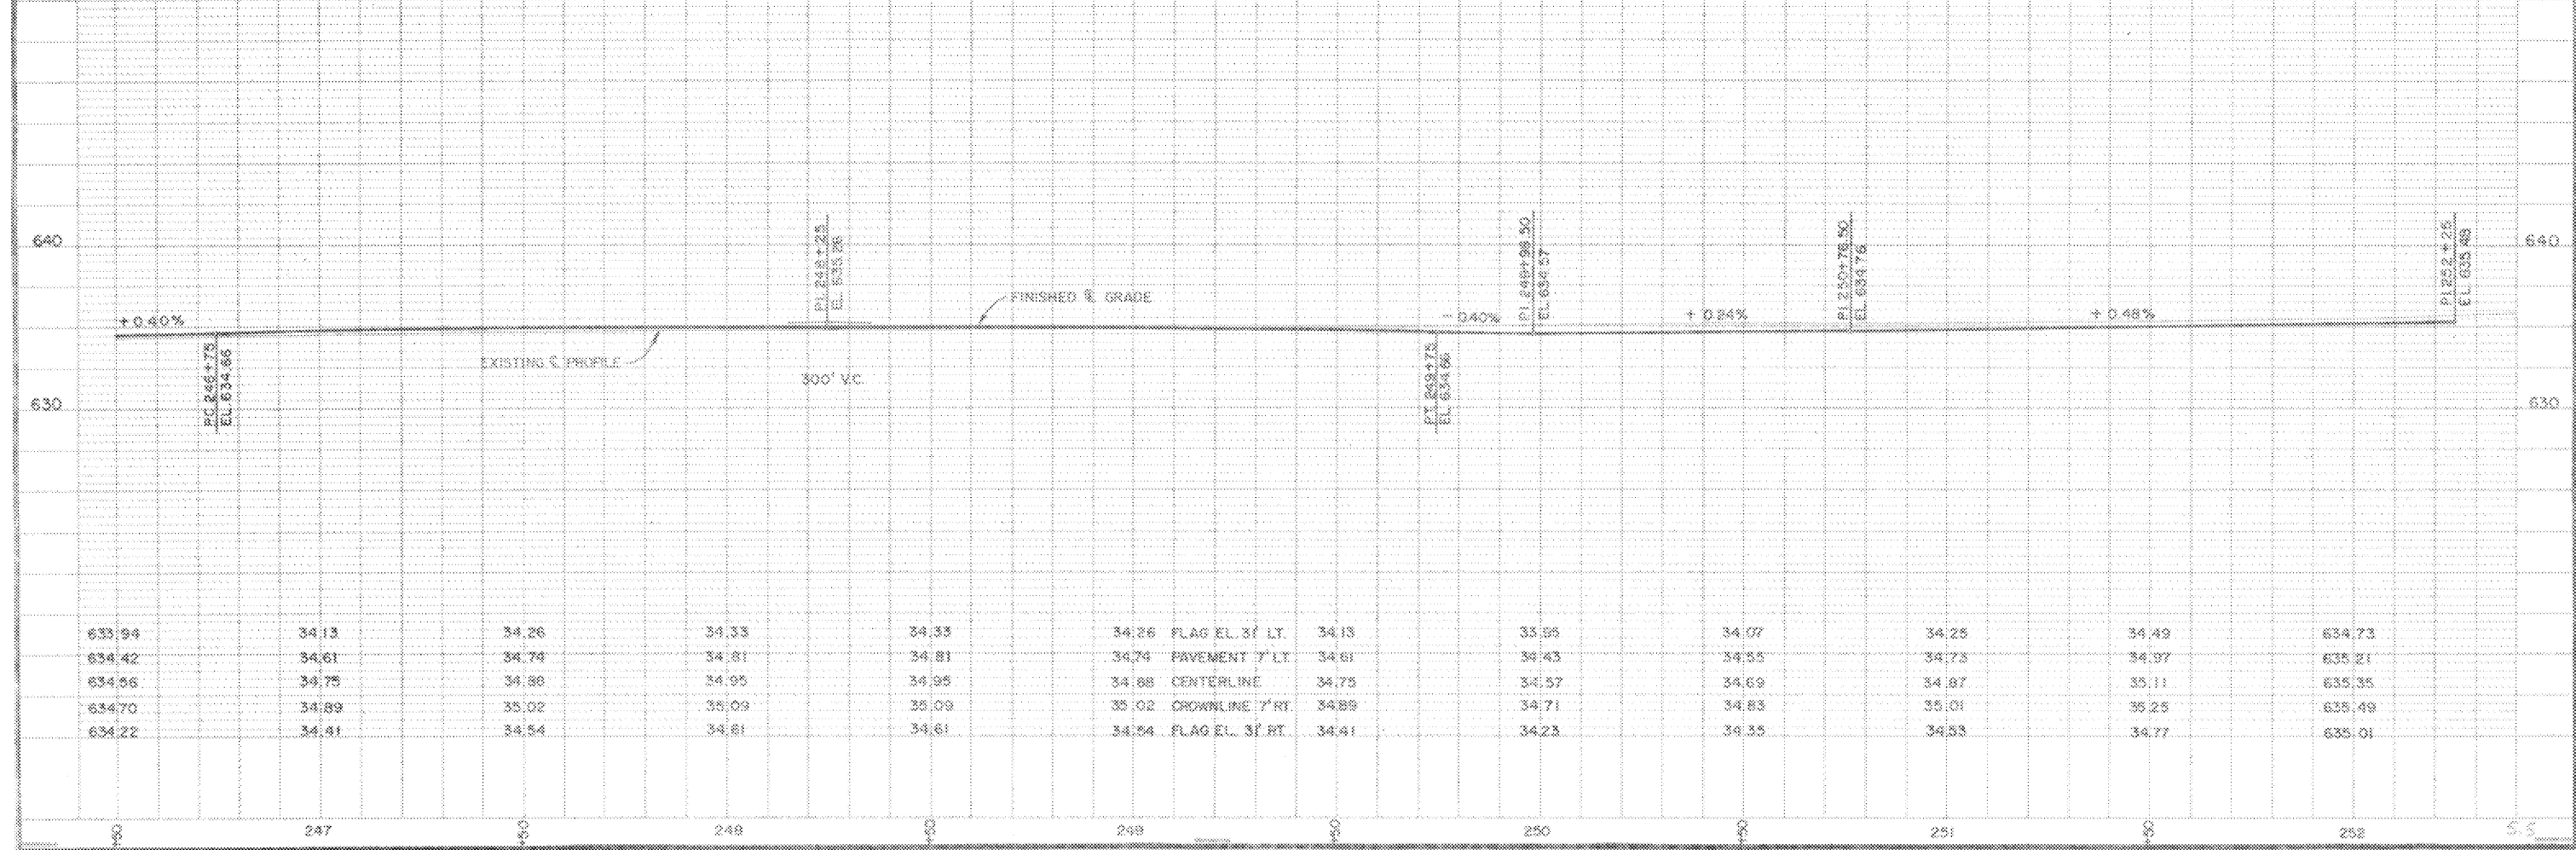 640
640
630
630
+0.40%
P.C. 246+75
EL. 634.66
EXISTING ℄ PROFILE
P.I. 248+25
EL. 635.26
300' V.C.
FINISHED ℄ GRADE
-0.40%
P.T. 249+75
EL. 634.66
P.I. 249+98.50
EL. 634.57
+0.24%
P.I. 250+76.50
EL. 634.76
+0.48%
P.I. 252+25
EL. 635.48
633.94 34.13 34.26 34.33 34.33 34.26 FLAG EL. 31' LT. 34.13 33.95 34.07 34.25 34.49 634.73
634.42 34.61 34.74 34.81 34.81 34.74 PAVEMENT 7' LT. 34.61 34.43 34.55 34.73 34.97 635.21
634.56 34.75 34.88 34.95 34.95 34.88 CENTERLINE 34.75 34.57 34.69 34.87 35.11 635.35
634.70 34.89 35.02 35.09 35.09 35.02 CROWNLINE 7' RT. 34.89 34.71 34.83 35.01 35.25 635.49
634.22 34.41 34.54 34.61 34.61 34.54 FLAG EL. 31' RT. 34.41 34.23 34.35 34.53 34.77 635.01
+50 247 +50 248 +50 249 +50 250 +50 251 +50 252